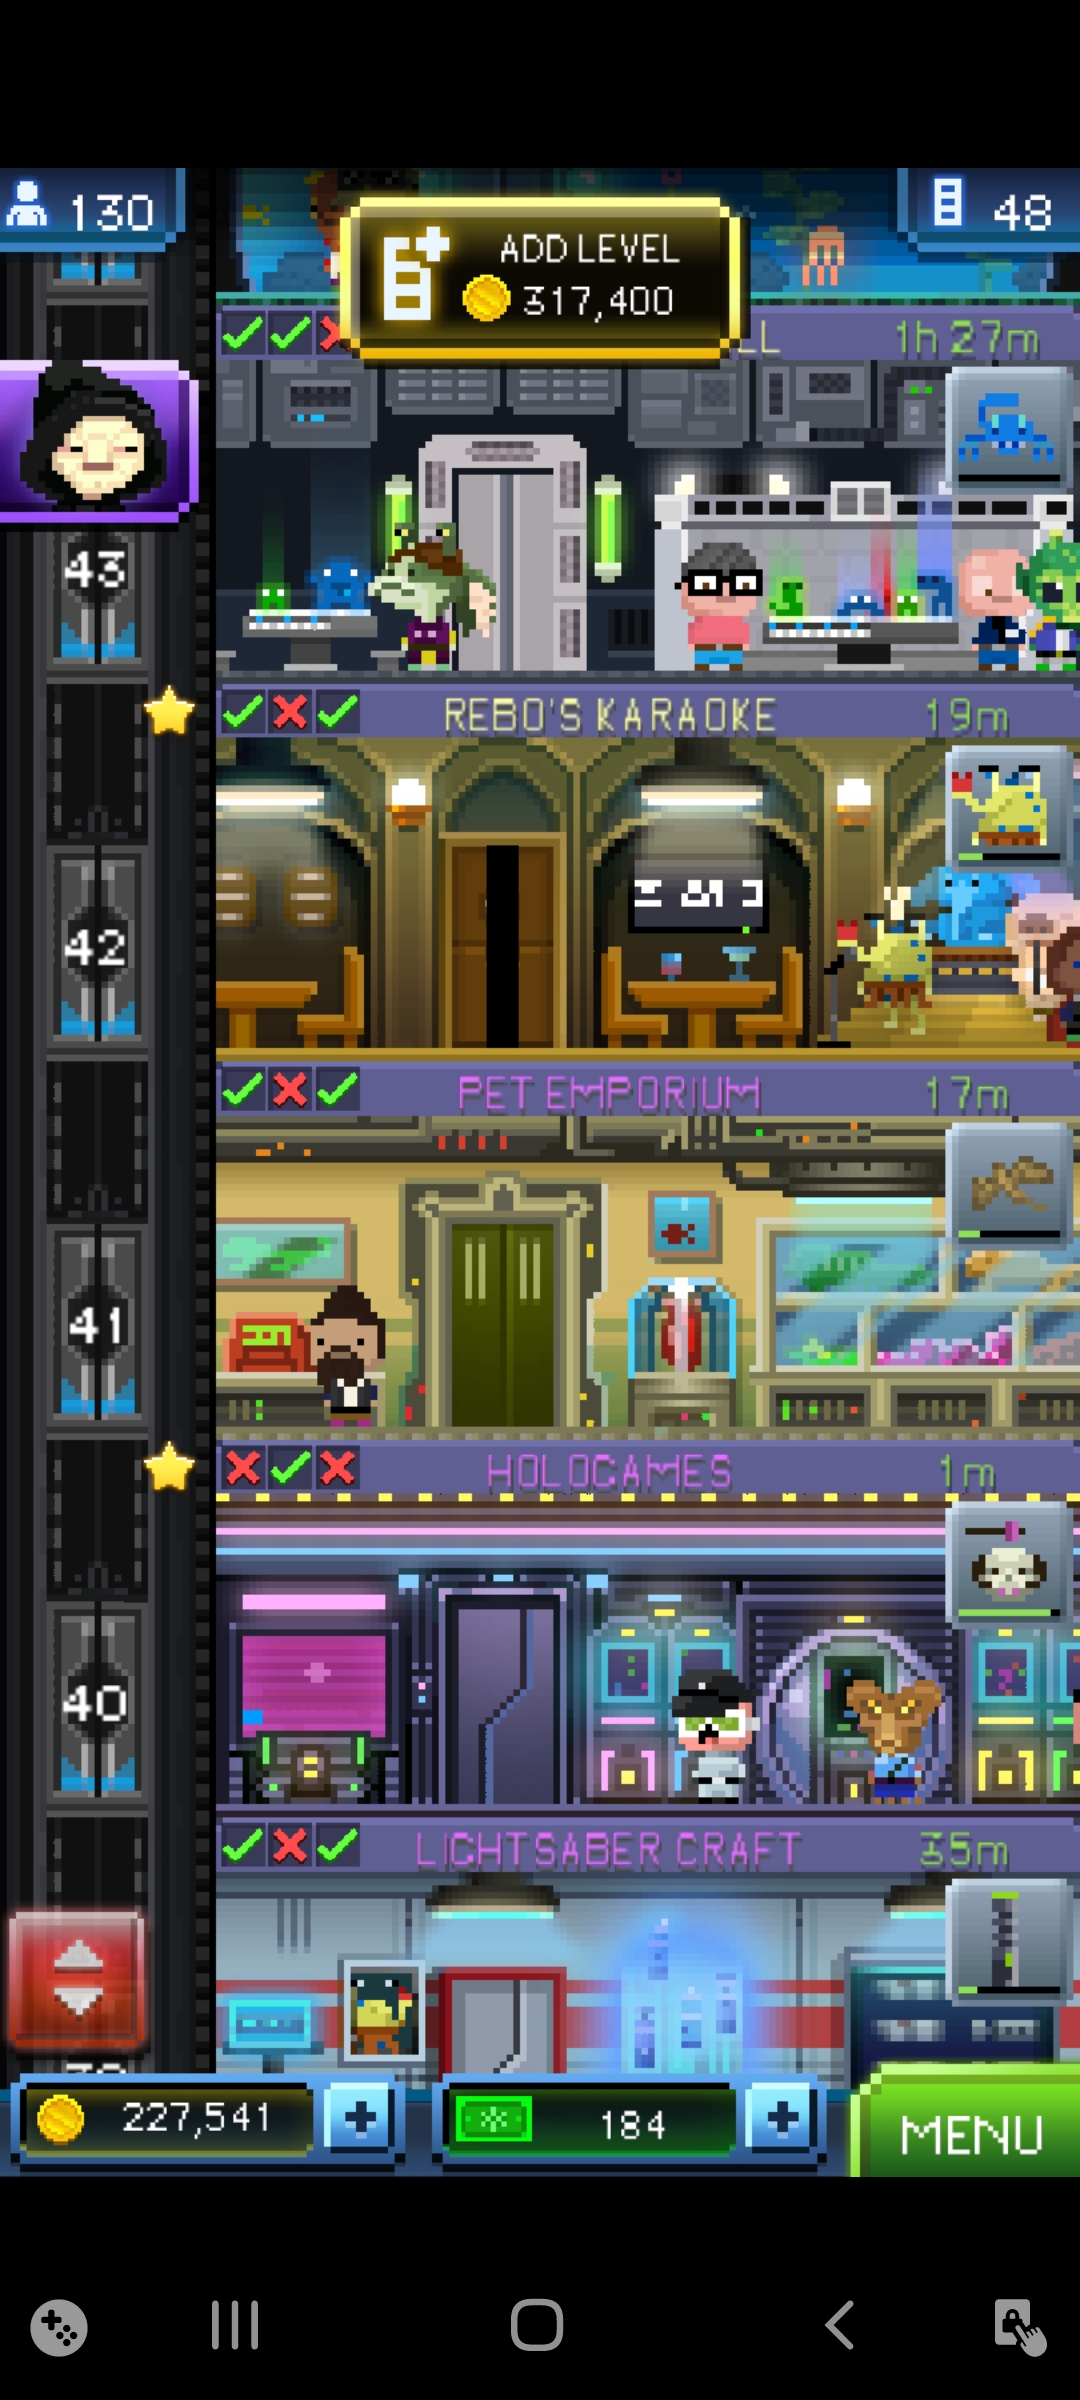 130
48
ADD LEVEL
317,400
LL
1h 27m
43
REBO'S KARAOKE
19m
42
PET EMPORIUM
17m
41
HOLOGAMES
1m
40
LIGHTSABER CRAFT
35m
227,541
184
MENU